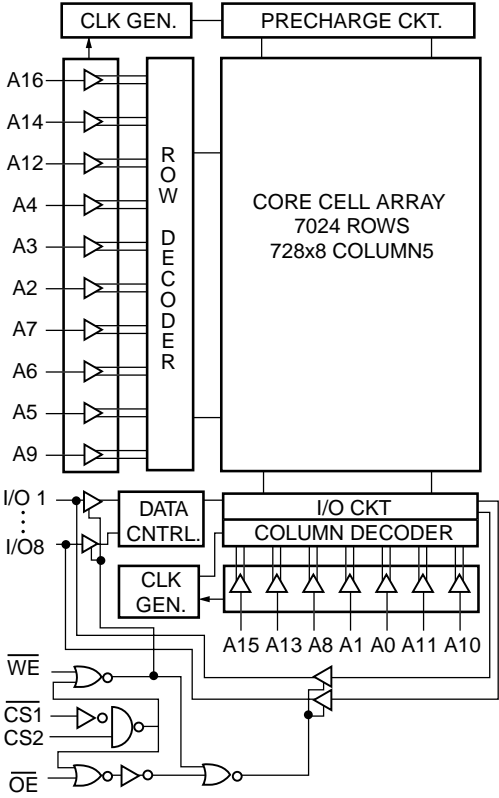 CLK GEN.
PRECHARGE CKT.
A16
A14
A12
A4
A3
A2
A7
A6
A5
A9
ROW DECODER
CORE CELL ARRAY
7024 ROWS
728x8 COLUMN5
I/O 1
I/O8
DATA
CNTRL.
I/O CKT
COLUMN DECODER
CLK
GEN.
A15 A13 A8 A1 A0 A11 A10
WE
CS1
CS2
OE